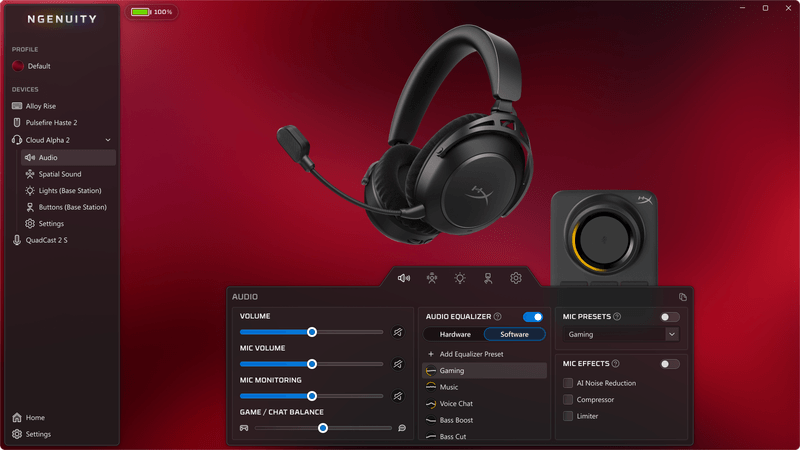 NGENUITY
100%
PROFILE
Default
DEVICES
Alloy Rise
Pulsefire Haste 2
Cloud Alpha 2
Audio
Spatial Sound
Lights (Base Station)
Buttons (Base Station)
Settings
QuadCast 2 S
Home
Settings
AUDIO
VOLUME
MIC VOLUME
MIC MONITORING
GAME / CHAT BALANCE
AUDIO EQUALIZER
Hardware
Software
+ Add Equalizer Preset
Gaming
Music
Voice Chat
Bass Boost
Bass Cut
MIC PRESETS
Gaming
MIC EFFECTS
AI Noise Reduction
Compressor
Limiter